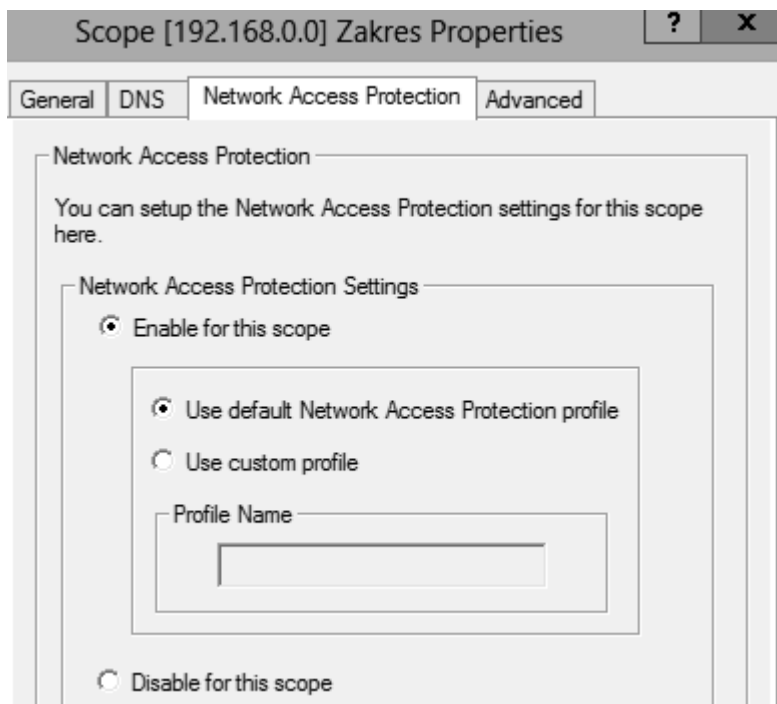 Scope [192.168.0.0] Zakres Properties
? x
General DNS Network Access Protection Advanced
Network Access Protection
You can setup the Network Access Protection settings for this scope
here.
Network Access Protection Settings
Enable for this scope
Use default Network Access Protection profile
Use custom profile
Profile Name
Disable for this scope